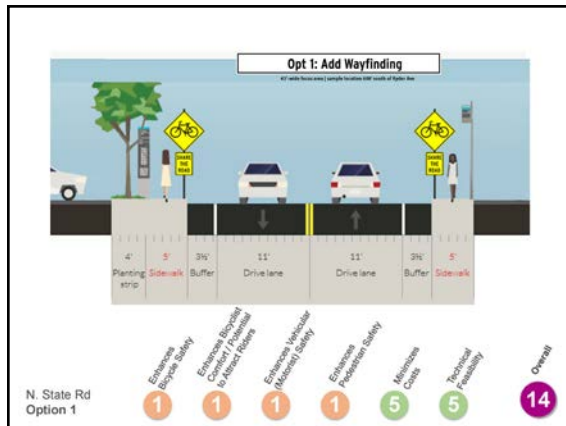 Opt 1: Add Wayfinding
SHARE
THE
ROAD
SHARE
THE
ROAD
4' 5' 3½' 11' 11' 3½' 5'
Planting Sidewalk Buffer Drive lane Drive lane Buffer Sidewalk
strip
Enhances
Bicycle Safety
Enhances Bicyclist
Comfort / Potential
to Attract Riders
Enhances Vehicular
(Motorist) Safety
Enhances
Pedestrian Safety
Minimizes
Costs
Technical
Feasibility
Overall
N. State Rd
Option 1
1 1 1 1 5 5 14